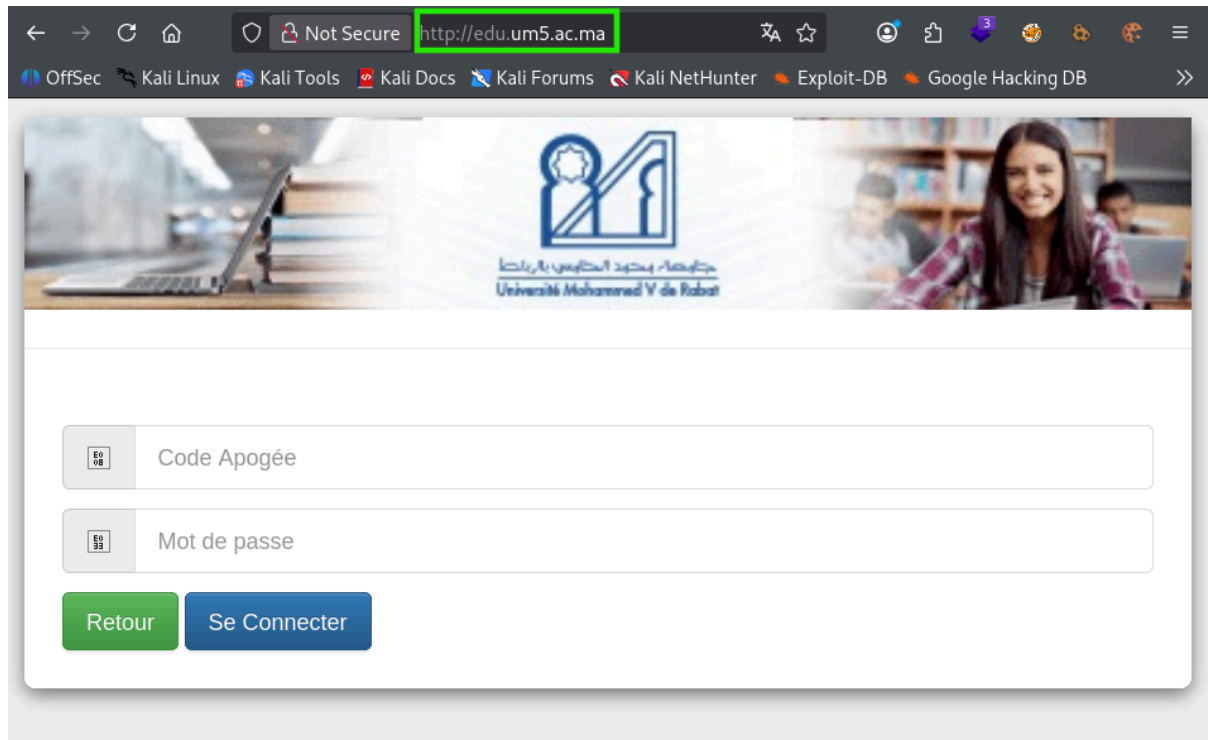 Not Secure http://edu.um5.ac.ma 3
OffSec Kali Linux Kali Tools Kali Docs Kali Forums Kali NetHunter Exploit-DB Google Hacking DB
Université Mohammed V de Rabat
Code Apogée
Mot de passe
Retour Se Connecter